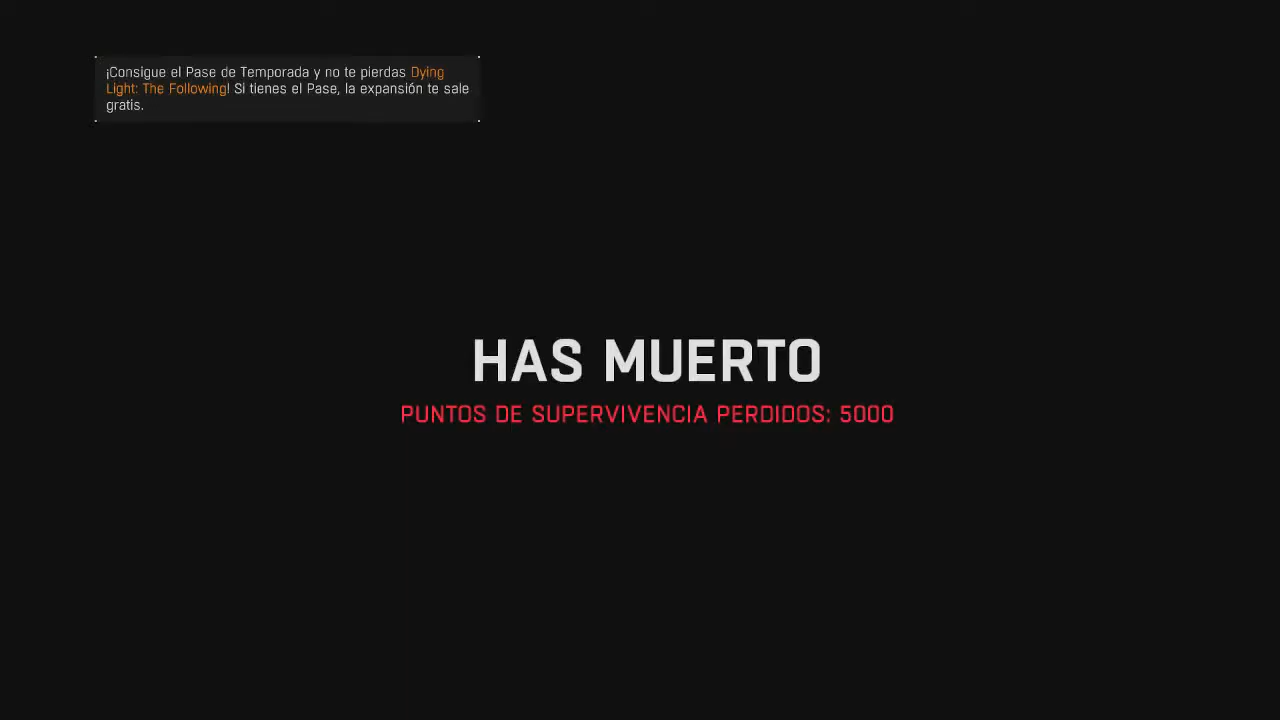 ¡Consigue el Pase de Temporada y no te pierdas Dying
Light: The Following! Si tienes el Pase, la expansión te sale
gratis.
HAS MUERTO
PUNTOS DE SUPERVIVENCIA PERDIDOS: 5000